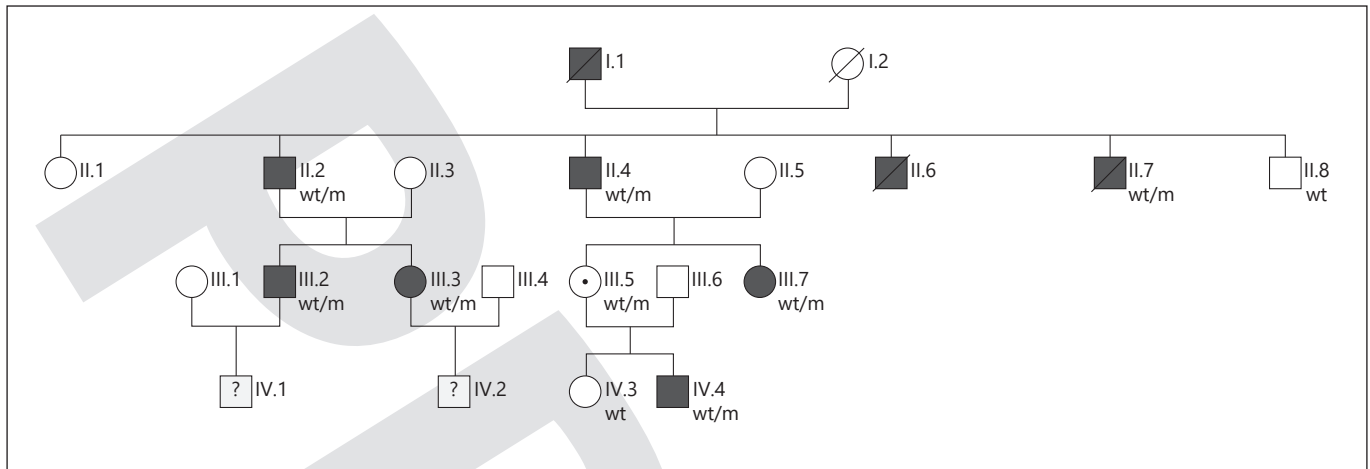 I.1 I.2
II.1 II.2 II.3 II.4 II.5 II.6 II.7 II.8
wt/m wt/m wt/m wt
III.1 III.2 III.3 III.4 III.5 III.6 III.7
wt/m wt/m wt/m wt/m
? IV.1 ? IV.2 IV.3 IV.4
wt wt/m